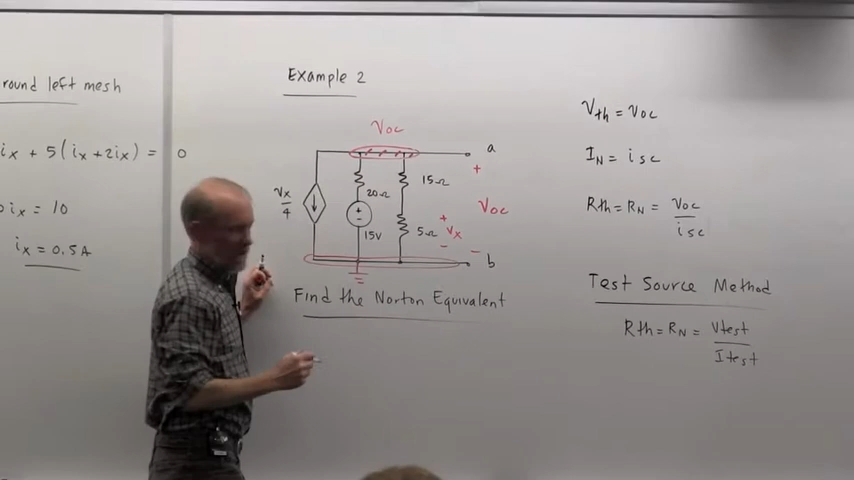 round left mesh
ix + 5(ix+2ix) = 0
ix = 10
ix = 0.5A
Example 2
Voc
a
Vx
4
20Ω
15Ω
+
-
15V
5Ω
+
Vx
-
+
Voc
-
b
Find the Norton Equivalent
Vth = Voc
IN = isc
Rth = RN = Voc
isc
Test Source Method
Rth = RN = Vtest
Itest